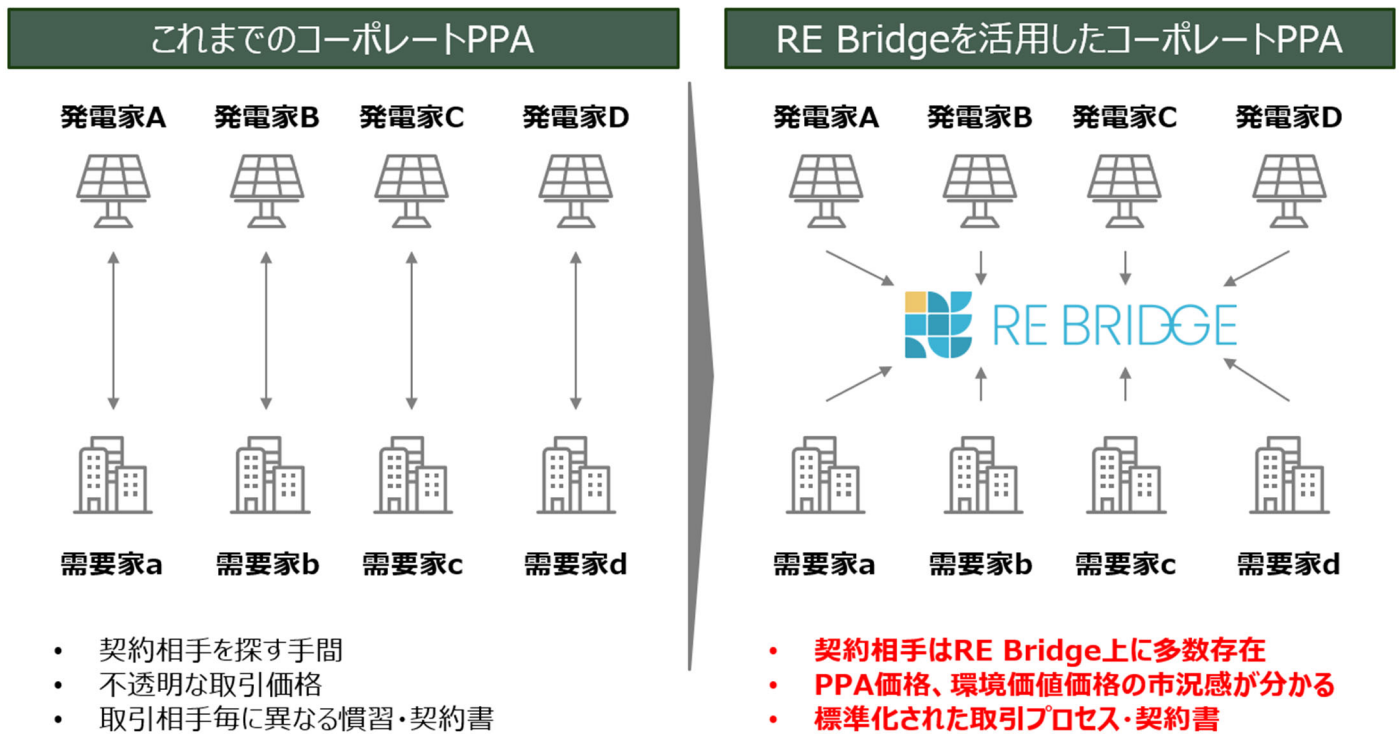 これまでのコーポレートPPA
発電家A 発電家B 発電家C 発電家D
需要家a 需要家b 需要家c 需要家d
• 契約相手を探す手間
• 不透明な取引価格
• 取引相手毎に異なる慣習・契約書
RE Bridgeを活用したコーポレートPPA
発電家A 発電家B 発電家C 発電家D
RE BRIDGE
需要家a 需要家b 需要家c 需要家d
• 契約相手はRE Bridge上に多数存在
• PPA価格、環境価値価格の市況感が分かる
• 標準化された取引プロセス・契約書